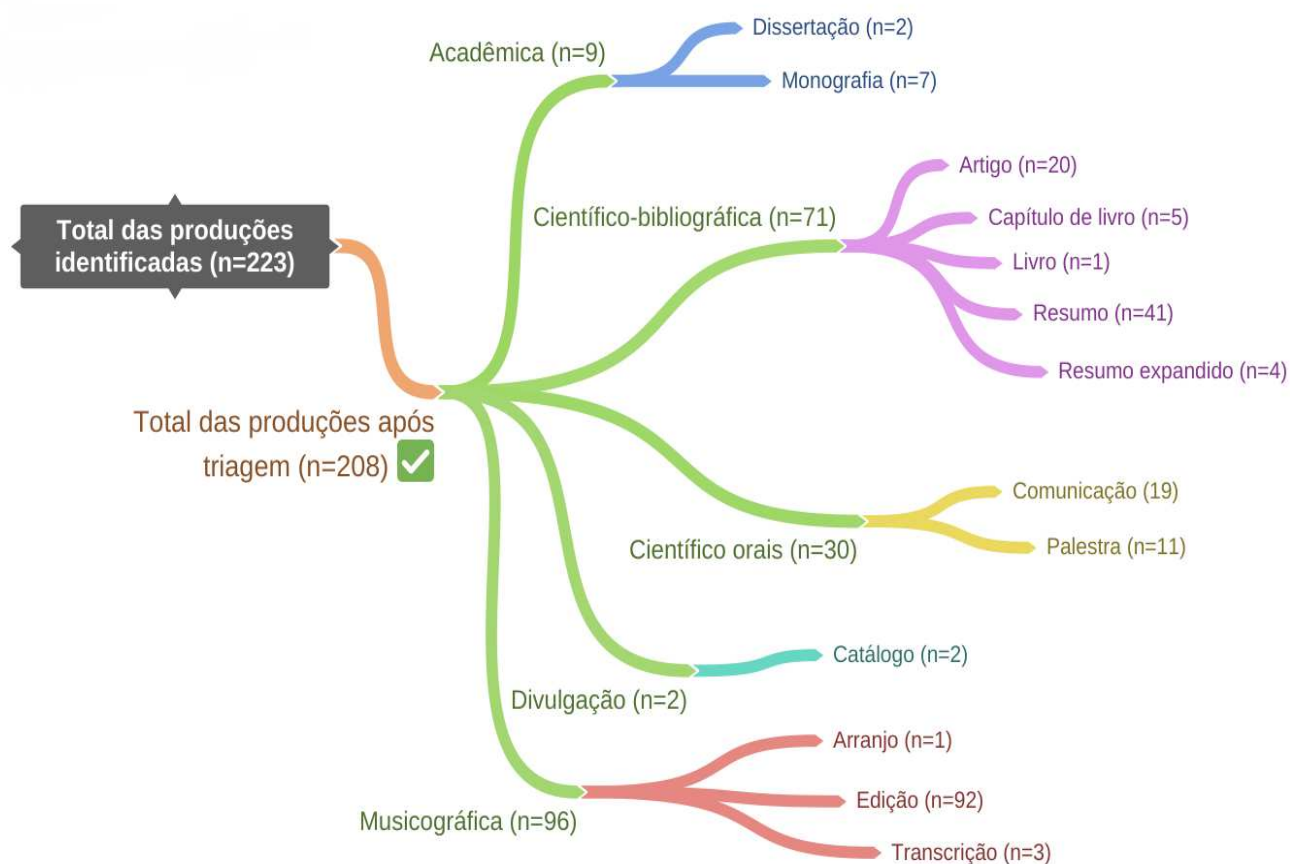 Total das produções
identificadas (n=223)
Total das produções após
triagem (n=208)
Acadêmica (n=9)
Dissertação (n=2)
Monografia (n=7)
Científico-bibliográfica (n=71)
Artigo (n=20)
Capítulo de livro (n=5)
Livro (n=1)
Resumo (n=41)
Resumo expandido (n=4)
Científico orais (n=30)
Comunicação (19)
Palestra (n=11)
Divulgação (n=2)
Catálogo (n=2)
Musicográfica (n=96)
Arranjo (n=1)
Edição (n=92)
Transcrição (n=3)